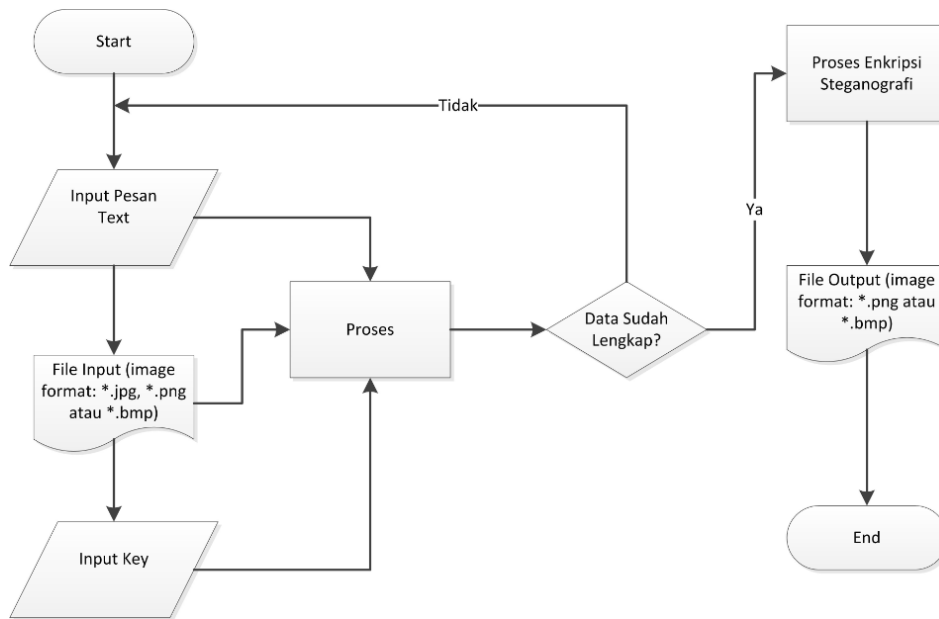 Start
Tidak
Input Pesan
Text
File Input (image
format: *.jpg, *.png
atau *.bmp)
Input Key
Proses
Data Sudah
Lengkap?
Ya
Proses Enkripsi
Steganografi
File Output (image
format: *.png atau
*.bmp)
End